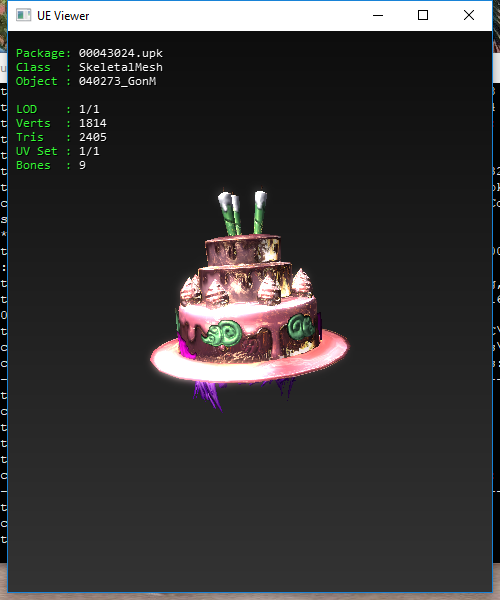 UE Viewer
Package: 00043024.upk
Class : SkeletalMesh
Object : 040273_GonM
LOD : 1/1
Verts : 1814
Tris : 2405
UV Set : 1/1
Bones : 9